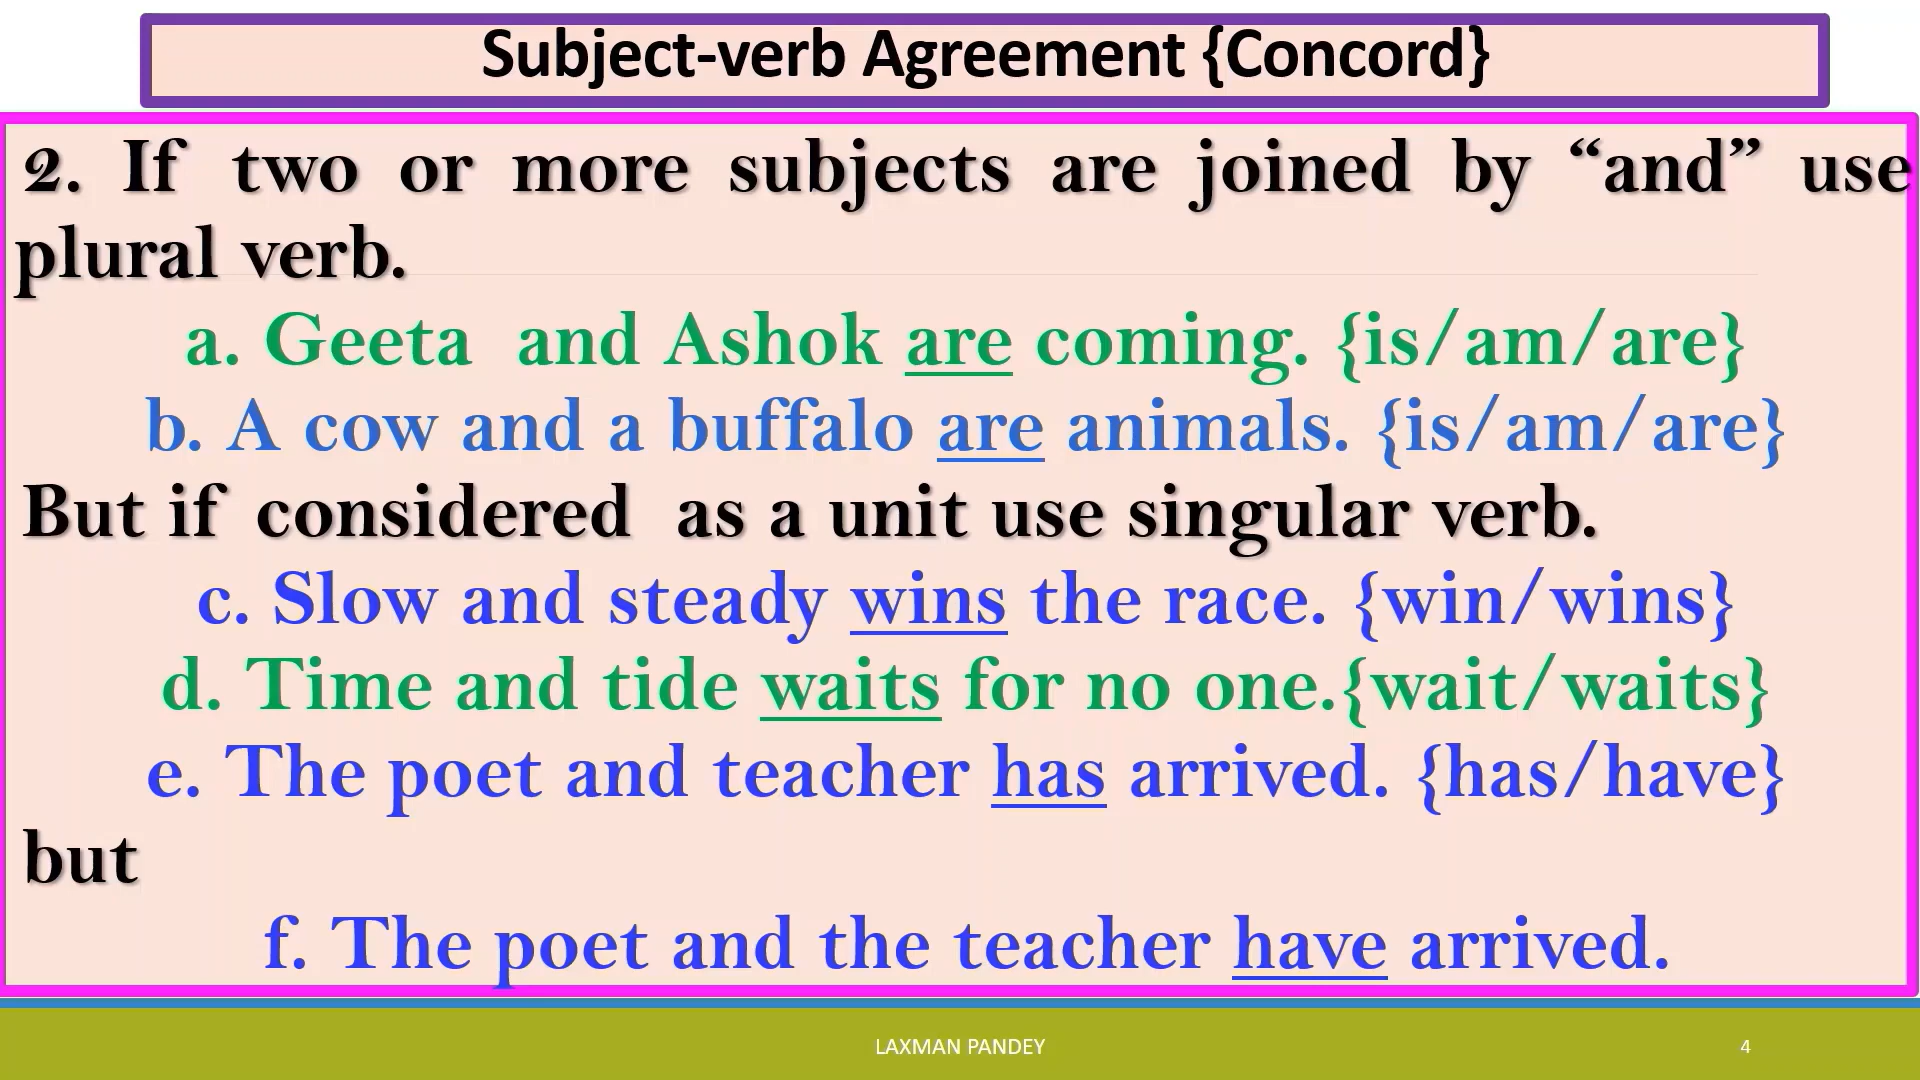 Subject-verb Agreement {Concord}
2. If two or more subjects are joined by “and” use
plural verb.
a. Geeta and Ashok are coming. {is/am/are}
b. A cow and a buffalo are animals. {is/am/are}
But if considered as a unit use singular verb.
c. Slow and steady wins the race. {win/wins}
d. Time and tide waits for no one.{wait/waits}
e. The poet and teacher has arrived. {has/have}
but
f. The poet and the teacher have arrived.
LAXMAN PANDEY
4